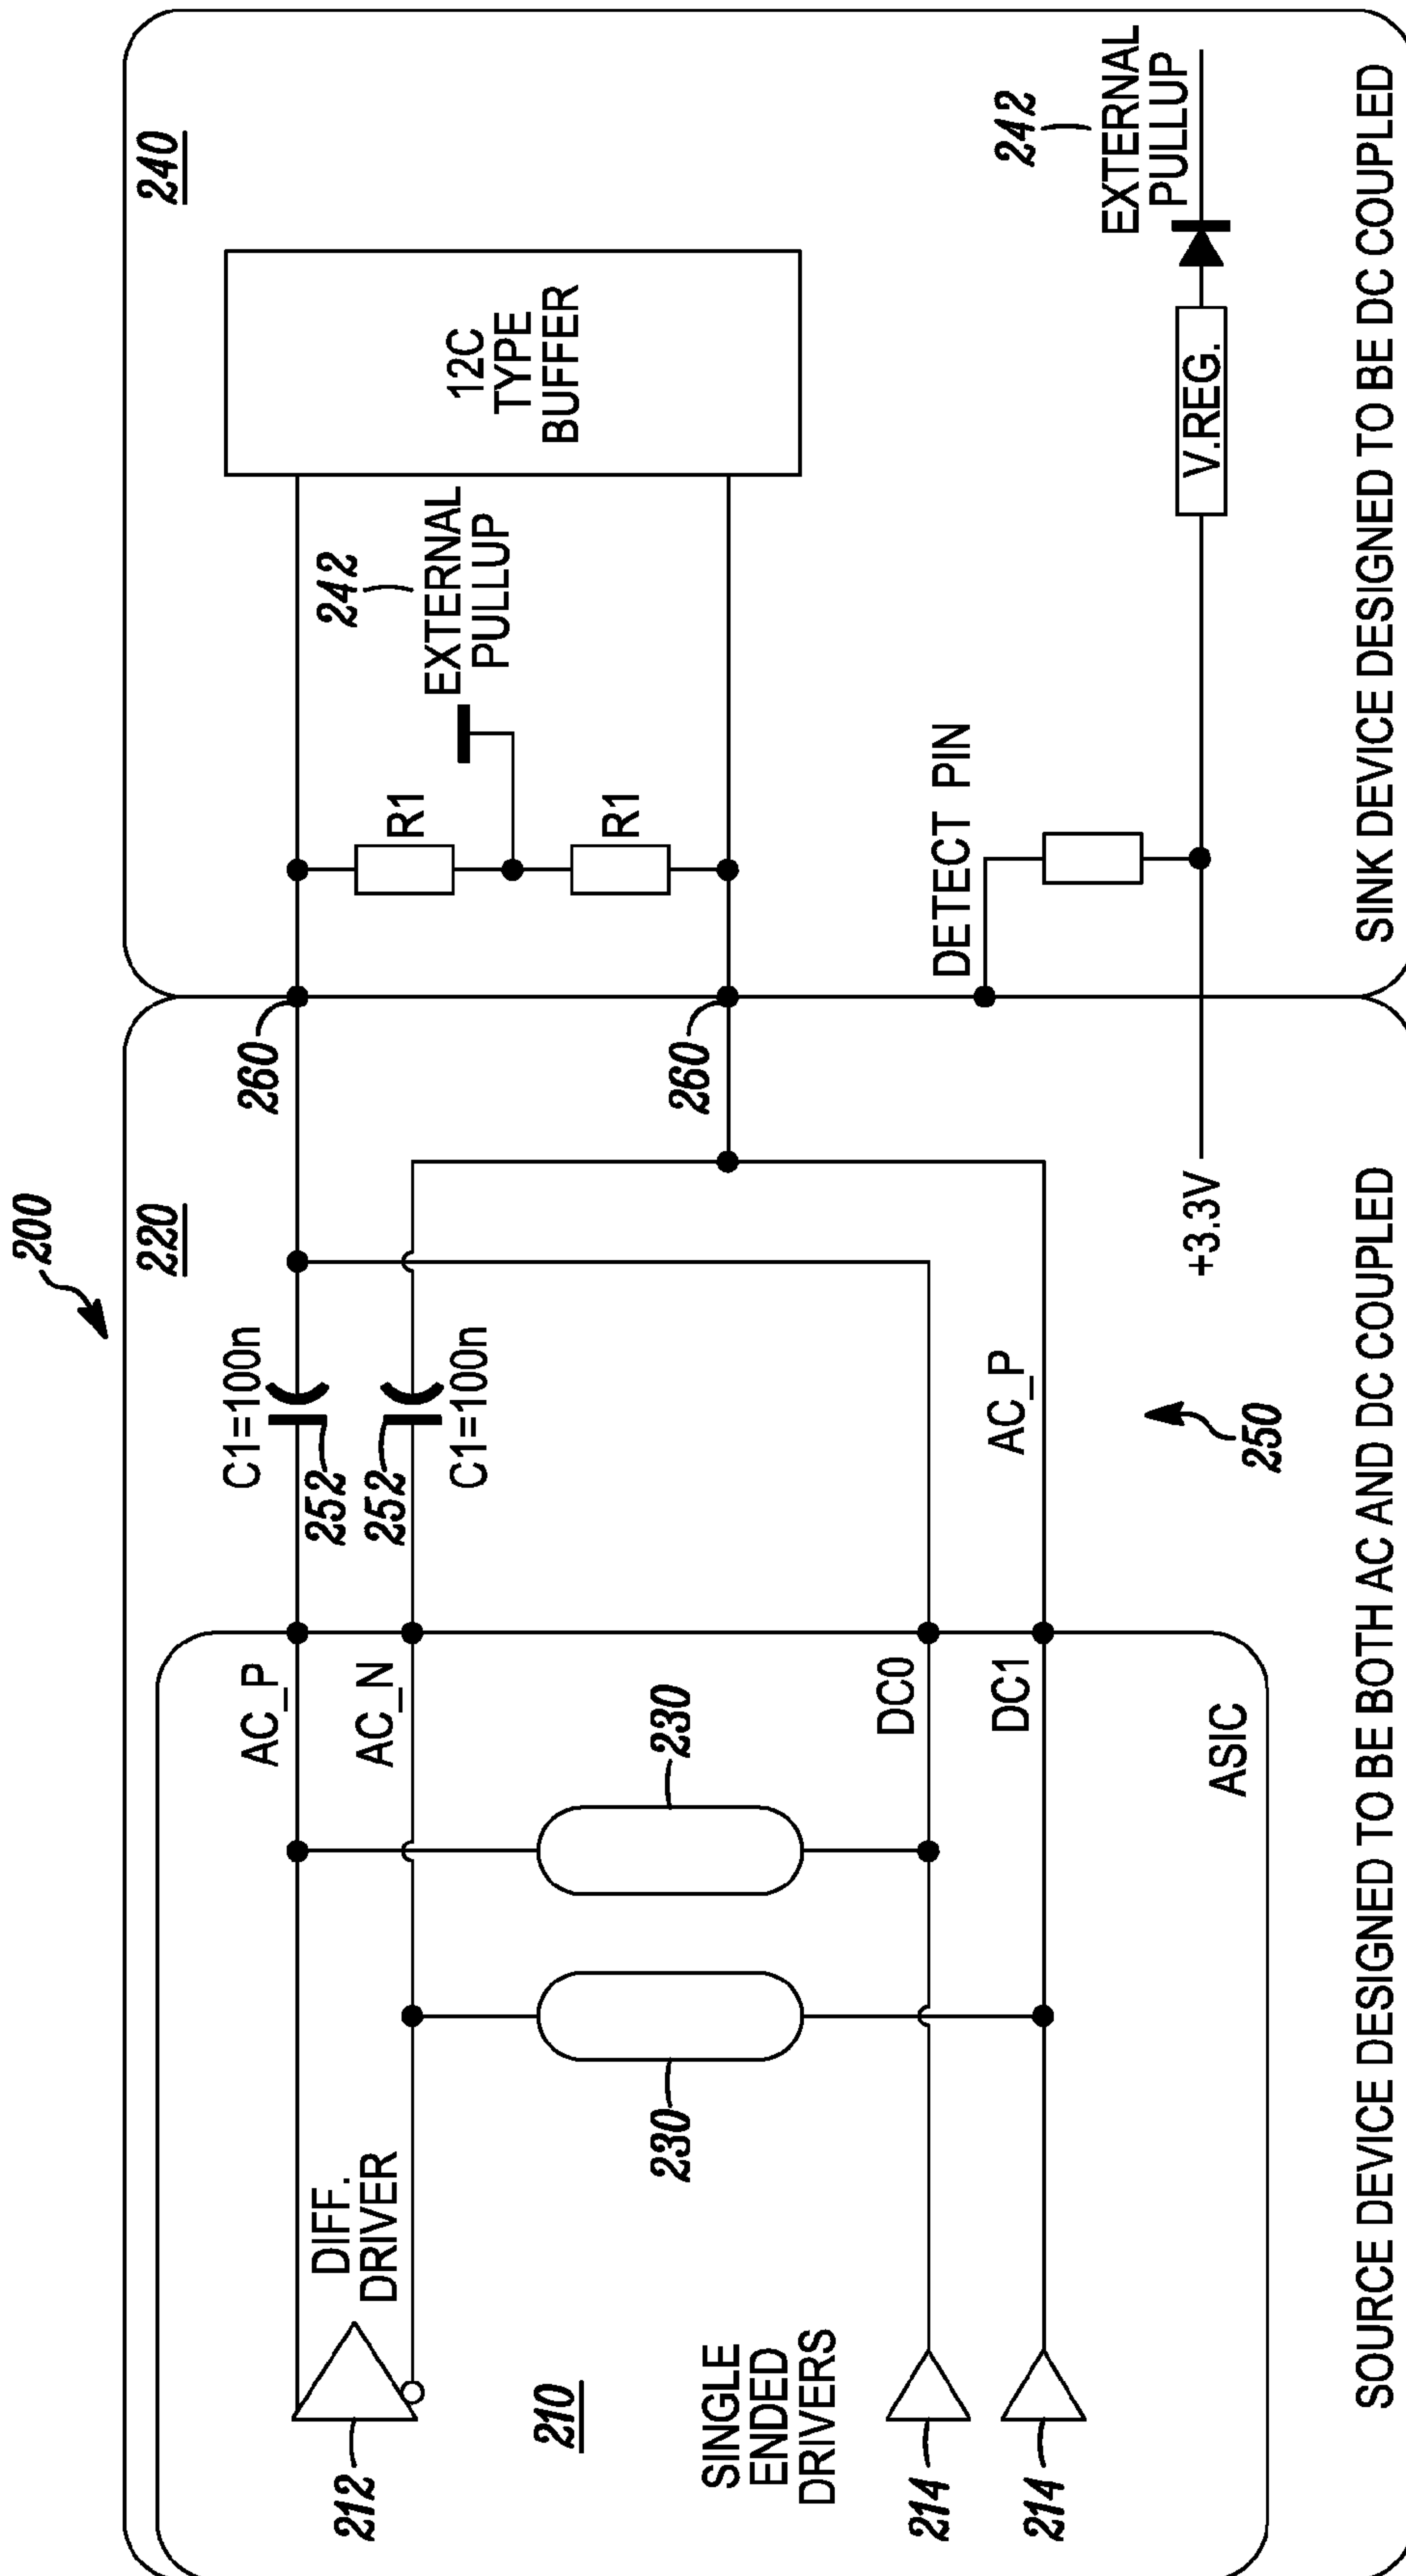 200
220
240
AC_P
AC_N
DIFF.
DRIVER
212
210
SINGLE
ENDED
DRIVERS
214
214
230
230
DC0
DC1
ASIC
C1=100n
252
252
C1=100n
AC_P
250
260
260
R1
R1
242
EXTERNAL
PULLUP
12C
TYPE
BUFFER
DETECT PIN
+3.3V
V.REG.
242
EXTERNAL
PULLUP
SOURCE DEVICE DESIGNED TO BE BOTH AC AND DC COUPLED
SINK DEVICE DESIGNED TO BE DC COUPLED